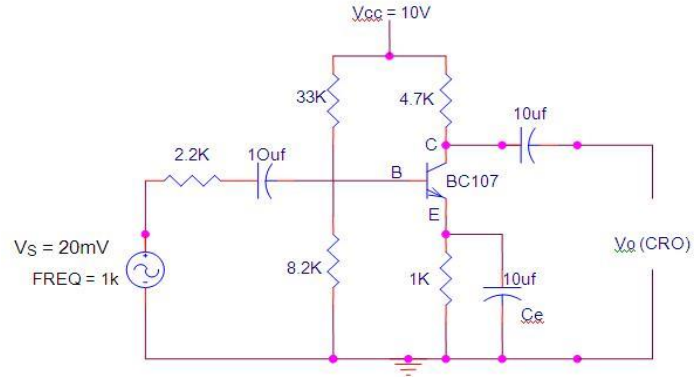 Vcc = 10V
33K
4.7K
10uf
2.2K
1Ouf
C
B
BC107
E
VS = 20mV
FREQ = 1k
8.2K
1K
10uf
Ce
Vo (CRO)